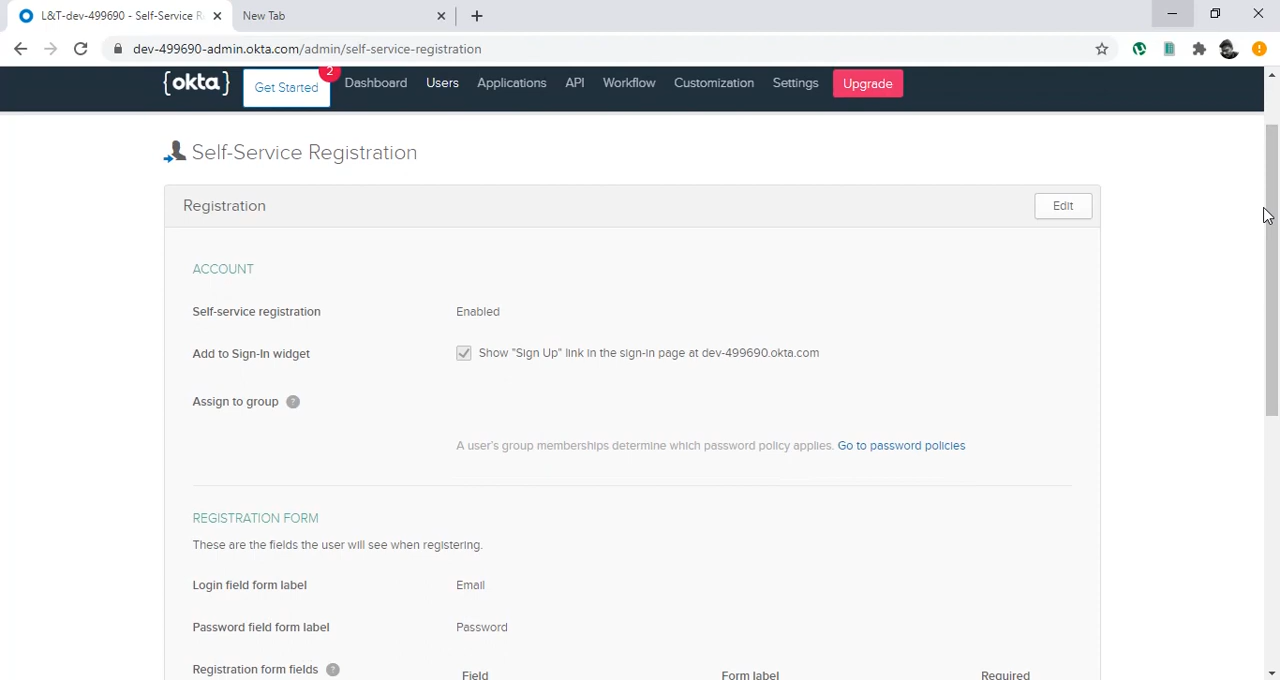 L&T-dev-499690 - Self-Service R
New Tab
dev-499690-admin.okta.com/admin/self-service-registration
{okta}
Get Started
2
Dashboard
Users
Applications
API
Workflow
Customization
Settings
Upgrade
Self-Service Registration
Registration
Edit
ACCOUNT
Self-service registration
Enabled
Add to Sign-In widget
Show "Sign Up" link in the sign-in page at dev-499690.okta.com
Assign to group ?
A user's group memberships determine which password policy applies. Go to password policies
REGISTRATION FORM
These are the fields the user will see when registering.
Login field form label
Email
Password field form label
Password
Registration form fields ?
Field
Form label
Required